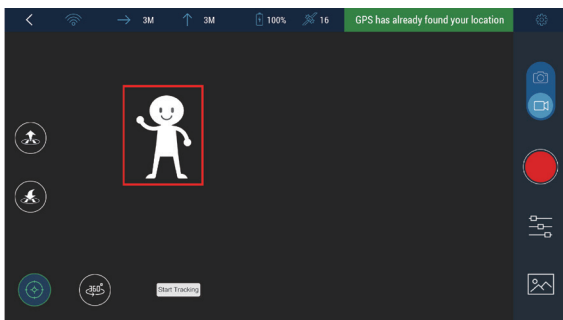 3M
3M
100%
16
GPS has already found your location
360°
Start Tracking